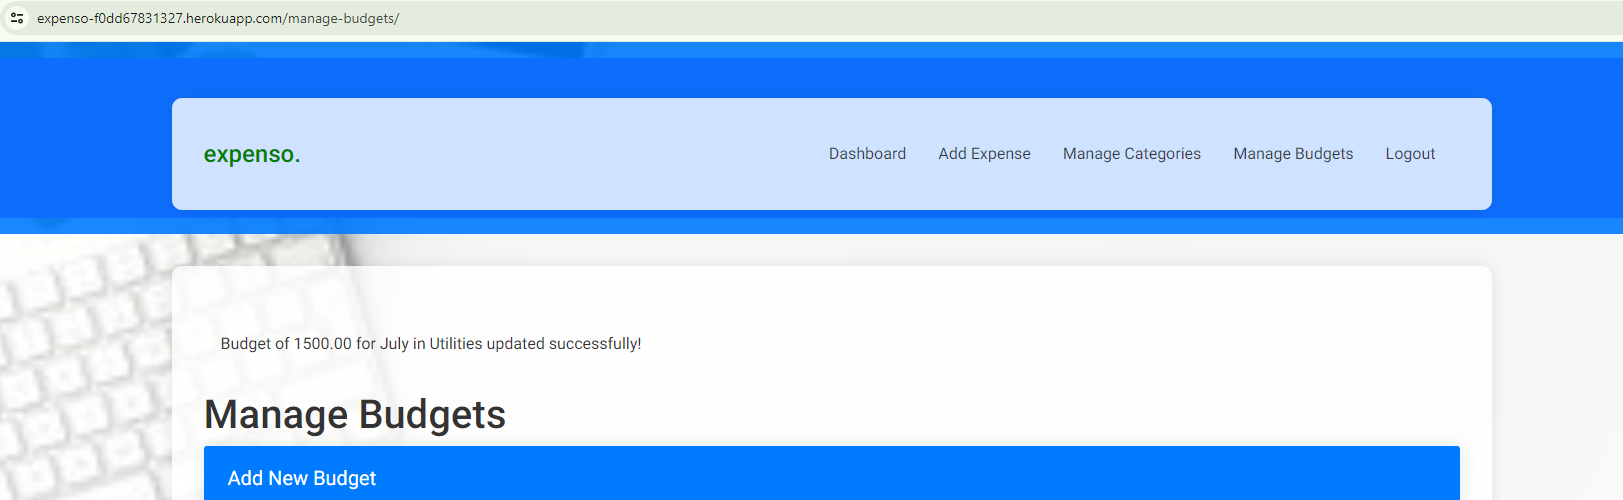 expenso-f0dd67831327.herokuapp.com/manage-budgets/
expenso. Dashboard Add Expense Manage Categories Manage Budgets Logout
Budget of 1500.00 for July in Utilities updated successfully!
Manage Budgets
Add New Budget